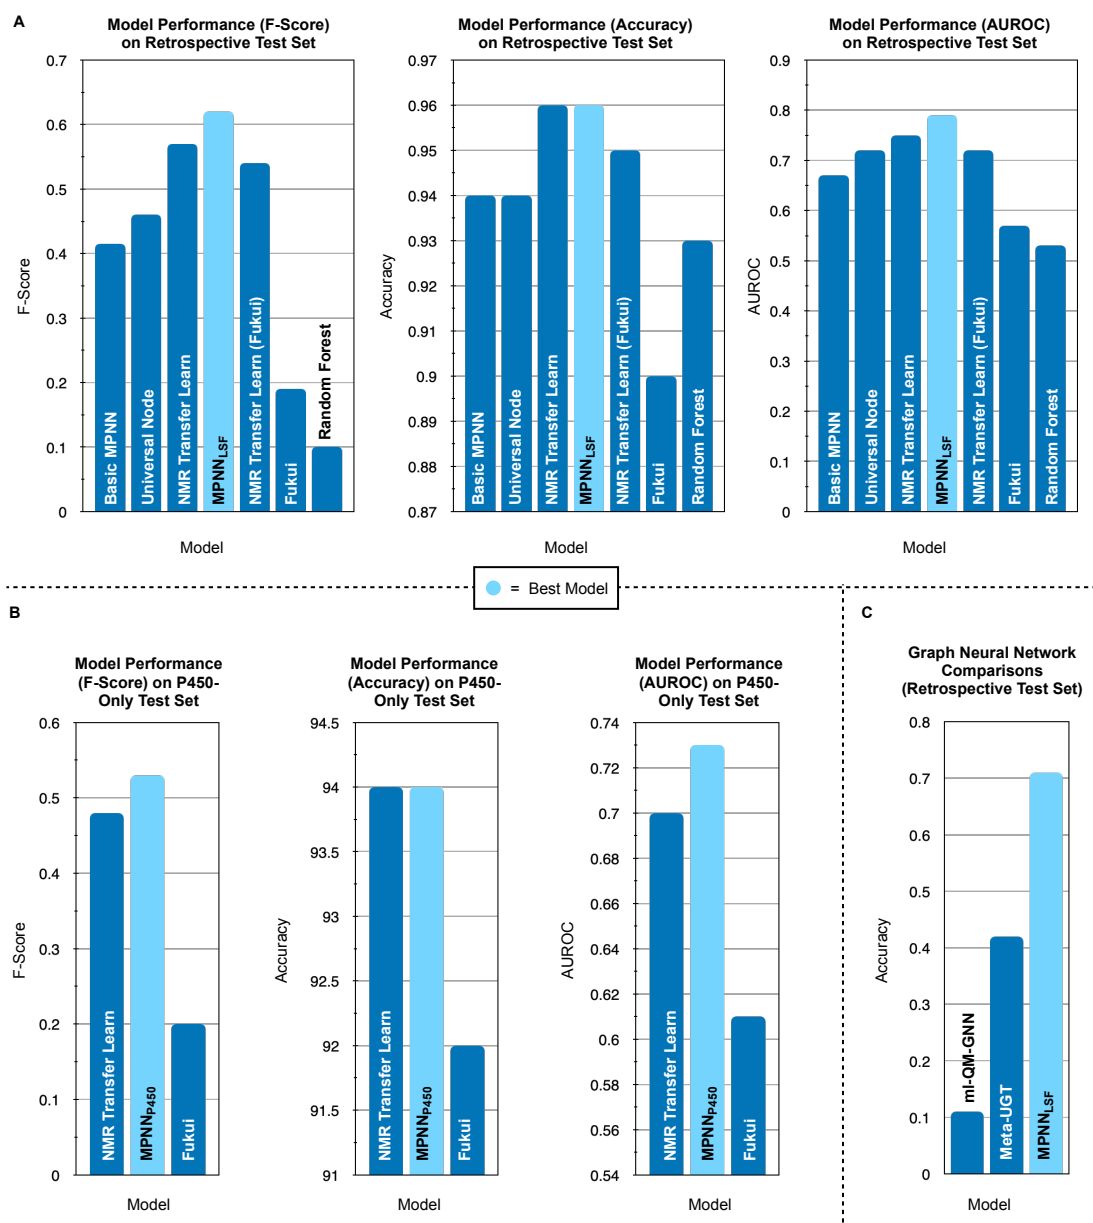 A
Model Performance (F-Score)
on Retrospective Test Set
0.7
0.6
0.5
0.4
0.3
0.2
0.1
0
F-Score
Basic MPNN
Universal Node
NMR Transfer Learn
MPNN_LSF
NMR Transfer Learn (Fukui)
Fukui
Random Forest
Model
Model Performance (Accuracy)
on Retrospective Test Set
0.97
0.96
0.95
0.94
0.93
0.92
0.91
0.9
0.89
0.88
0.87
Accuracy
Basic MPNN
Universal Node
NMR Transfer Learn
MPNN_LSF
NMR Transfer Learn (Fukui)
Fukui
Random Forest
Model
Model Performance (AUROC)
on Retrospective Test Set
0.9
0.8
0.7
0.6
0.5
0.4
0.3
0.2
0.1
0
AUROC
Basic MPNN
Universal Node
NMR Transfer Learn
MPNN_LSF
NMR Transfer Learn (Fukui)
Fukui
Random Forest
Model
= Best Model
B
Model Performance
(F-Score) on P450-
Only Test Set
0.6
0.5
0.4
0.3
0.2
0.1
0
F-Score
NMR Transfer Learn
MPNN_P450
Fukui
Model
Model Performance
(Accuracy) on P450-
Only Test Set
94.5
94
93.5
93
92.5
92
91.5
91
Accuracy
NMR Transfer Learn
MPNN_P450
Fukui
Model
Model Performance
(AUROC) on P450-
Only Test Set
0.74
0.72
0.7
0.68
0.66
0.64
0.62
0.6
0.58
0.56
0.54
AUROC
NMR Transfer Learn
MPNN_P450
Fukui
Model
C
Graph Neural Network
Comparisons
(Retrospective Test Set)
0.8
0.7
0.6
0.5
0.4
0.3
0.2
0.1
0
Accuracy
ml-QM-GNN
Meta-UGT
MPNN_LSF
Model